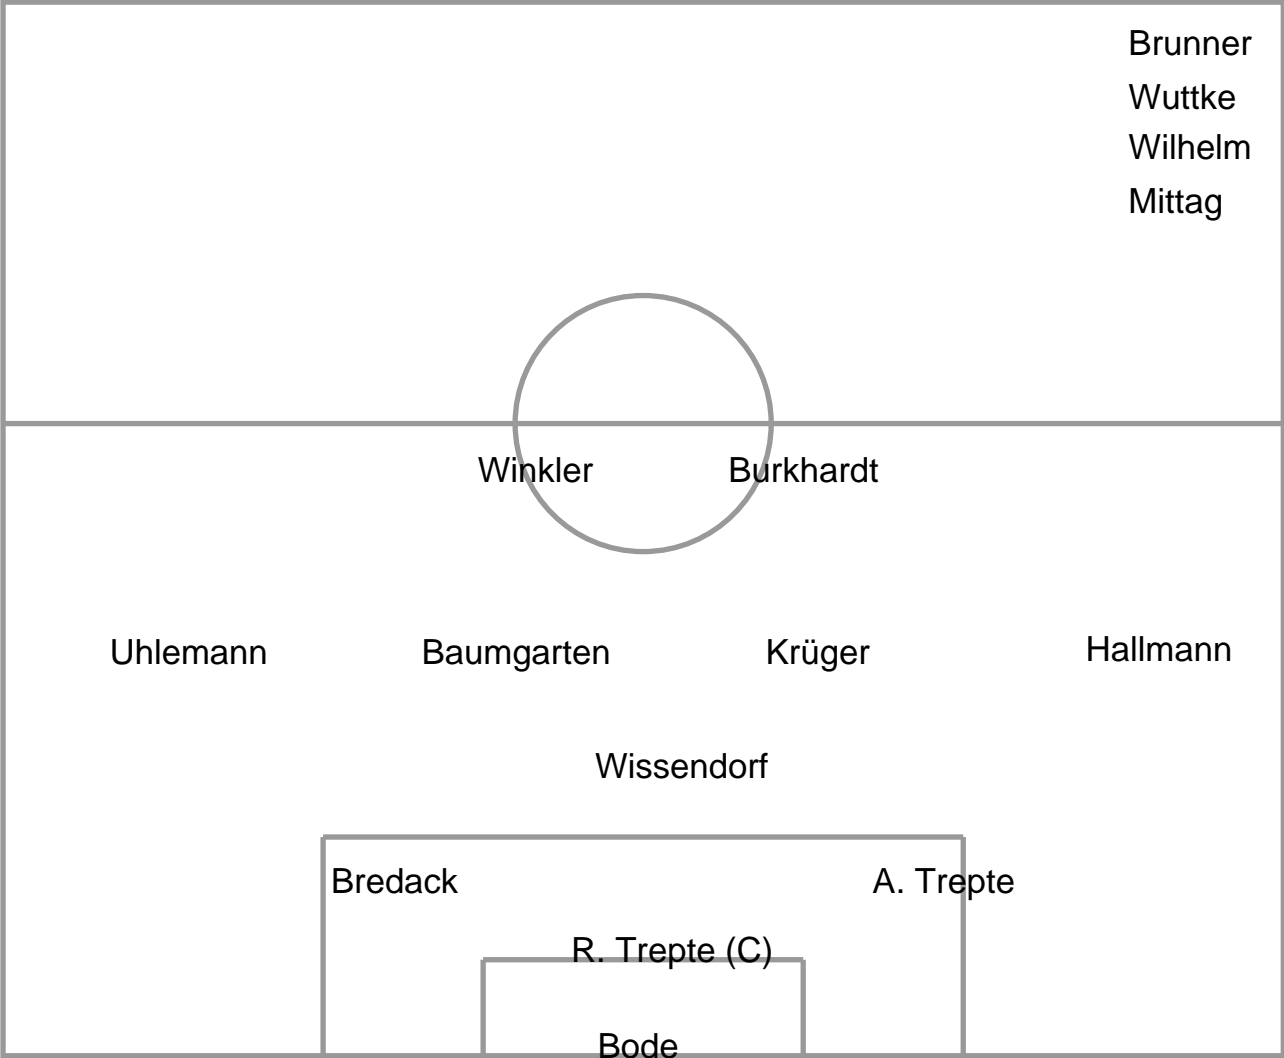 Brunner
Wuttke
Wilhelm
Mittag
Winkler Burkhardt
Uhlemann Baumgarten Krüger Hallmann
Wissendorf
Bredack A. Trepte
R. Trepte (C)
Bode